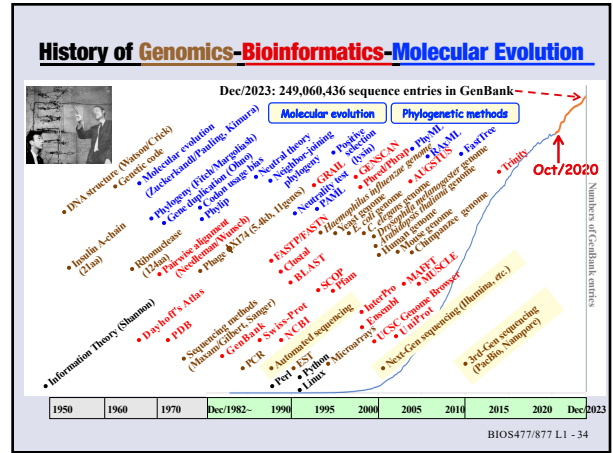 History of Genomics-Bioinformatics-Molecular Evolution
Dec/2023: 249,060,436 sequence entries in GenBank
Molecular evolution
Phylogenetic methods
Oct/2020
Numbers of GenBank entries
•DNA structure (Watson/Crick)
•Genetic code
•Molecular evolution
(Zuckerkandl/Pauling, Kimura)
•Phylogeny (Fitch/Margoliash)
•Gene duplication (Ohno)
•Codon usage bias
•Phylip
•Neutral theory
•Neighbor-joining
phylogeny
•Positive
selection
(lysin)
•Neutrality test
•PAML
•GRAIL
•GENSCAN
•Phred/Phrap
•AUGUSTUS
•PhyML
•RAxML
•FastTree
•Trinity
•Insulin A-chain
(21aa)
•Ribonuclease
(124aa)
•Pairwise alignment
(Needleman/Wunsch)
•Phage ϕX174 (5.4kb, 11genes)
•Haemophilus influenzae genome
•Yeast genome
•E. coli genome
•C. elegans genome
•Drosophila melanogaster genome
•Arabidopsis thaliana genome
•Human genome
•Mouse genome
•Chimpanzee genome
•FASTP/FASTN
•Clustal
•BLAST
•SCOP
•Pfam
•InterPro
•Ensembl
•UCSC Genome Browser
•UniProt
•MAFFT
•MUSCLE
•Information Theory (Shannon)
•Dayhoff's Atlas
•PDB
•Sequencing methods
(Maxam/Gilbert, Sanger)
•GenBank
•Swiss-Prot
•NCBI
•PCR
•Automated sequencing
•EST
•Perl
•Python
•Linux
•Microarrays
•Next-Gen sequencing (Illumina, etc.)
•3rd-Gen sequencing
(PacBio, Nanopore)
1950 1960 1970 Dec/1982~ 1990 1995 2000 2005 2010 2015 2020 Dec/2023
BIOS477/877 L1 - 34